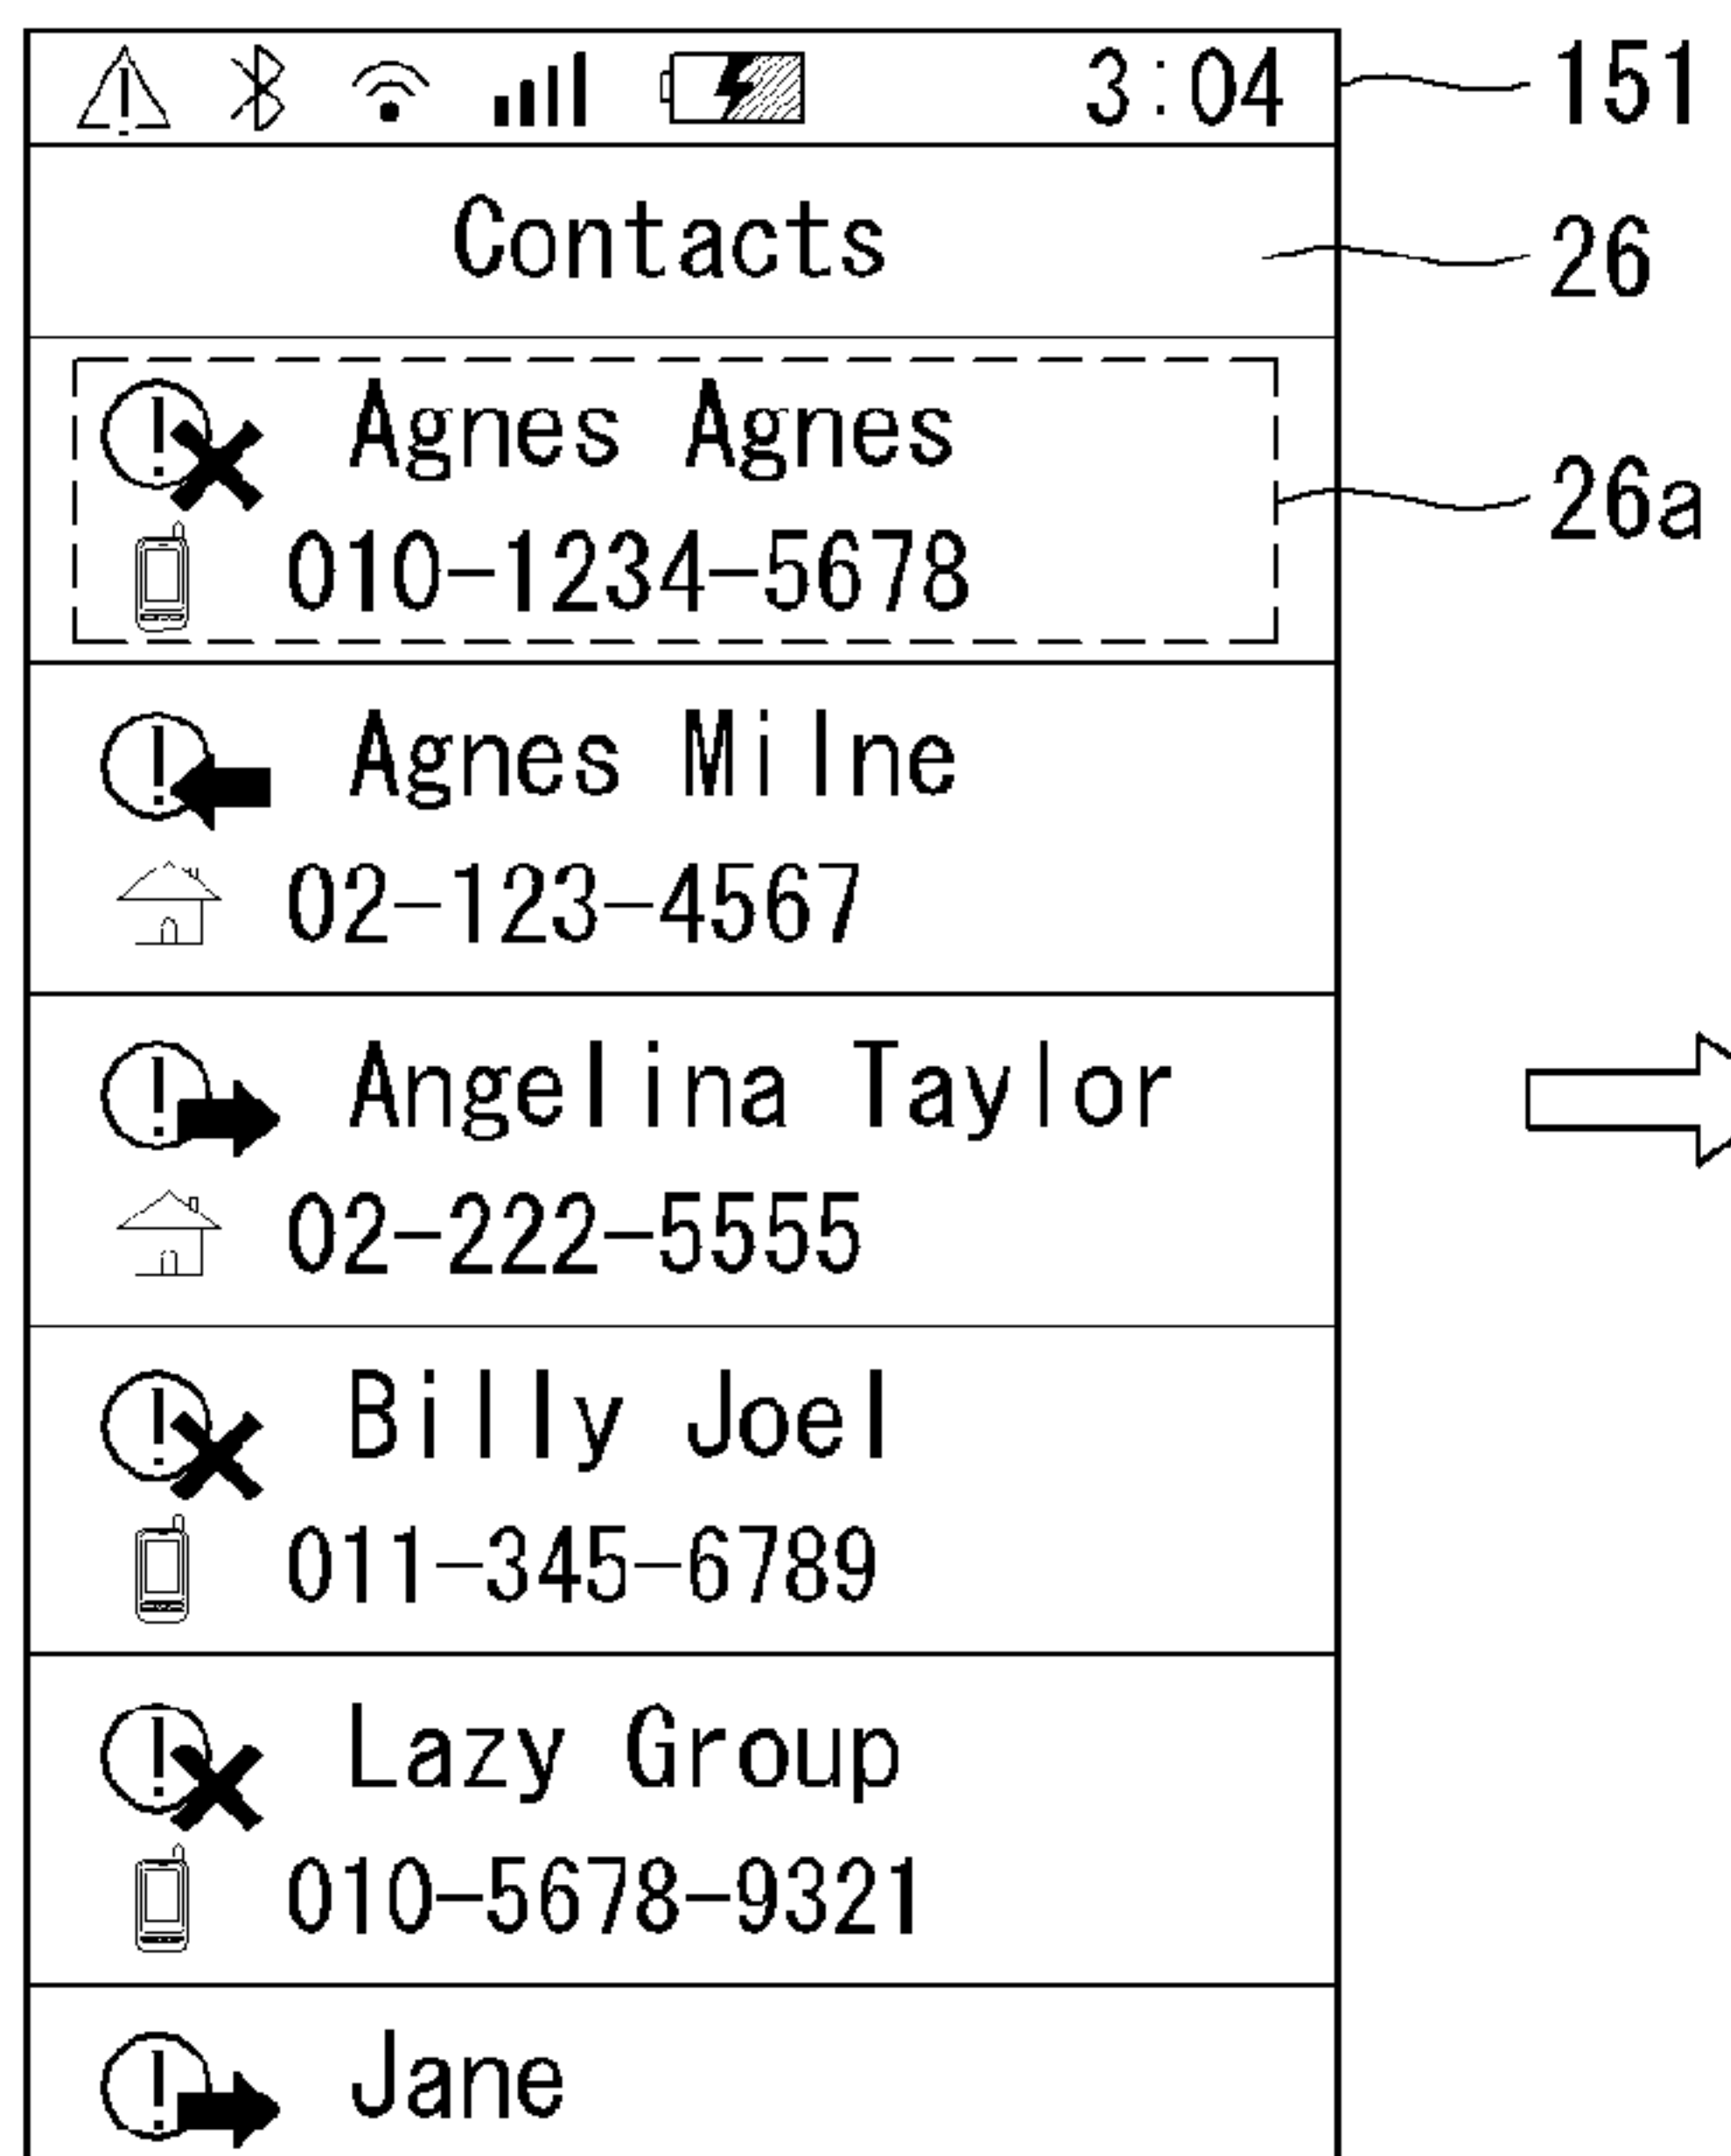 3:04 151
Contacts 26
Agnes Agnes
26a
010-1234-5678
Agnes Milne
02-123-4567
Angelina Taylor
02-222-5555
Billy Joel
011-345-6789
Lazy Group
010-5678-9321
Jane